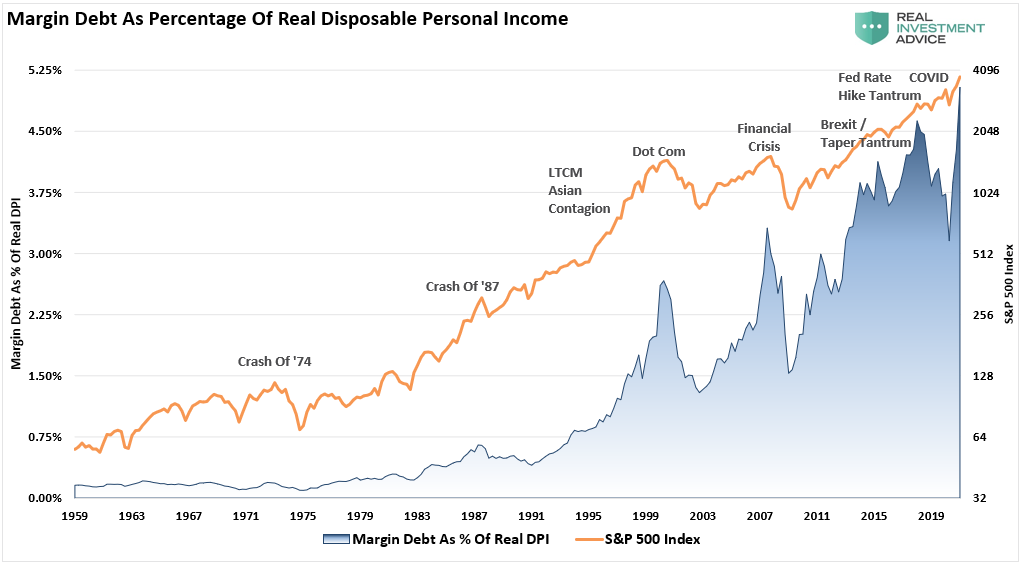 Margin Debt As Percentage Of Real Disposable Personal Income
REAL
INVESTMENT
ADVICE
Margin Debt As % Of Real DPI
5.25%
4.50%
3.75%
3.00%
2.25%
1.50%
0.75%
0.00%
Crash Of '74
Crash Of '87
LTCM
Asian
Contagion
Dot Com
Financial
Crisis
Brexit /
Taper Tantrum
Fed Rate
Hike Tantrum
COVID
4096
2048
1024
512
256
128
64
32
S&P 500 Index
1959 1963 1967 1971 1975 1979 1983 1987 1991 1995 1999 2003 2007 2011 2015 2019
Margin Debt As % Of Real DPI S&P 500 Index